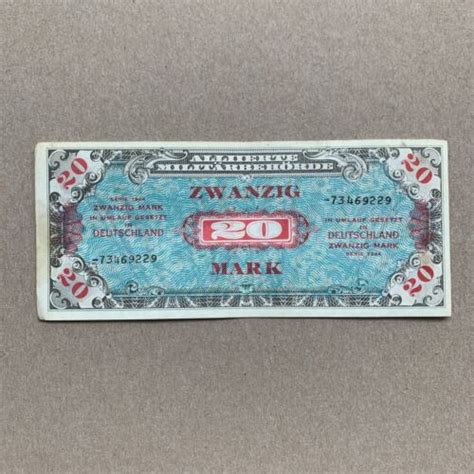 ALLIIERTE
MILITÄRBEHÖRDE
20
20
ZWANZIG
SERIE 1944
ZWANZIG MARK
IN UMLAUF GESETZT
IN
DEUTSCHLAND
-73469229
20
-73469229
IN UMLAUF GESETZT
IN
DEUTSCHLAND
ZWANZIG MARK
SERIE 1944
MARK
20
20